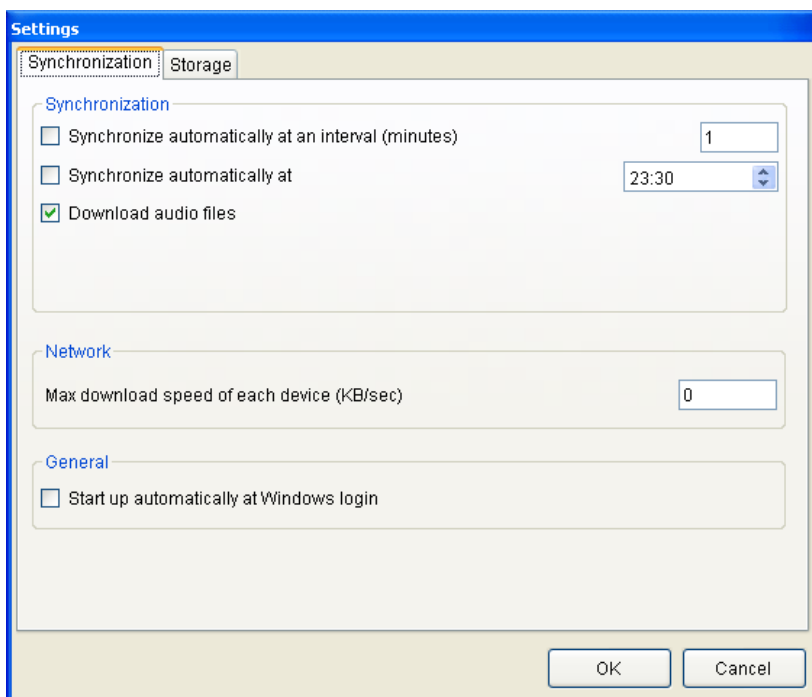 Settings
Synchronization Storage
Synchronization
Synchronize automatically at an interval (minutes) 1
Synchronize automatically at 23:30
Download audio files
Network
Max download speed of each device (KB/sec) 0
General
Start up automatically at Windows login
OK Cancel